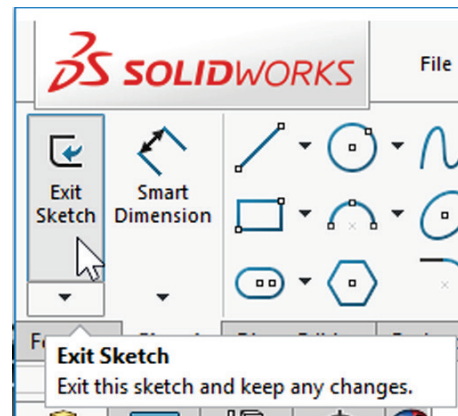 SOLIDWORKS
File
Exit
Sketch
Smart
Dimension
Exit Sketch
Exit this sketch and keep any changes.